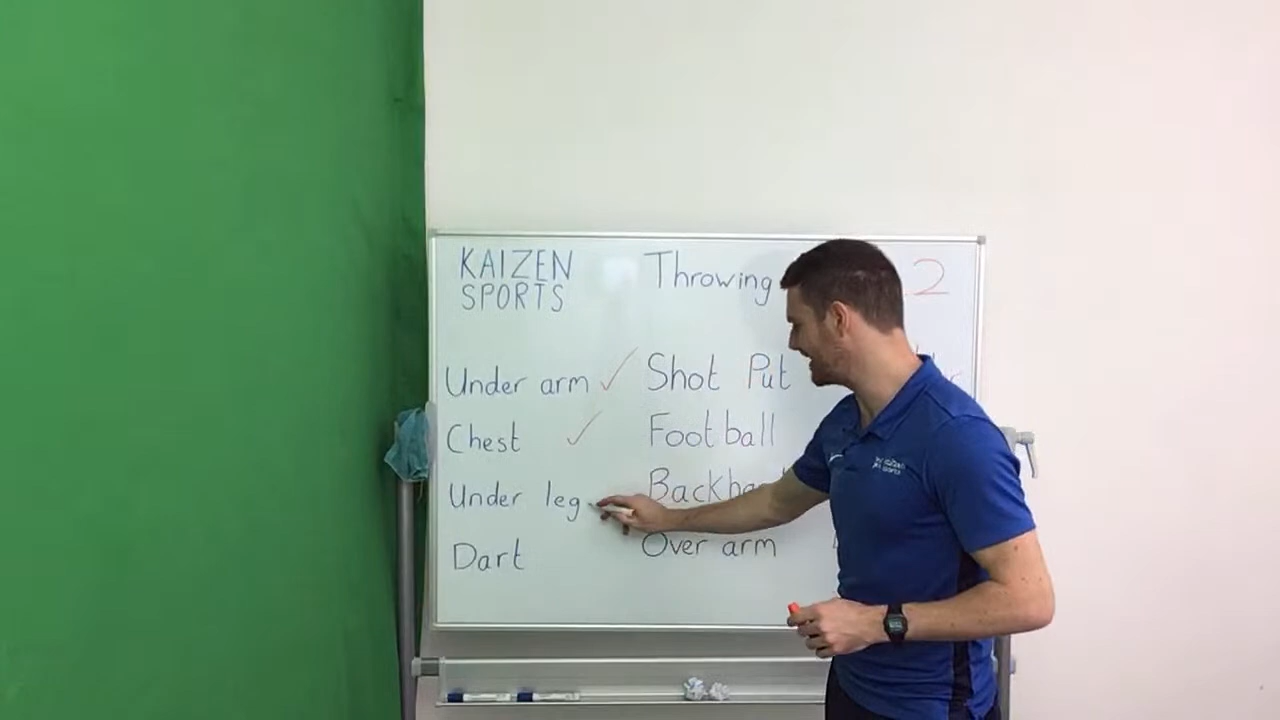 KAIZEN
SPORTS
Throwing
.2
Under arm ✓
Chest ✓
Under leg
Dart
Shot Put
Football
Over arm